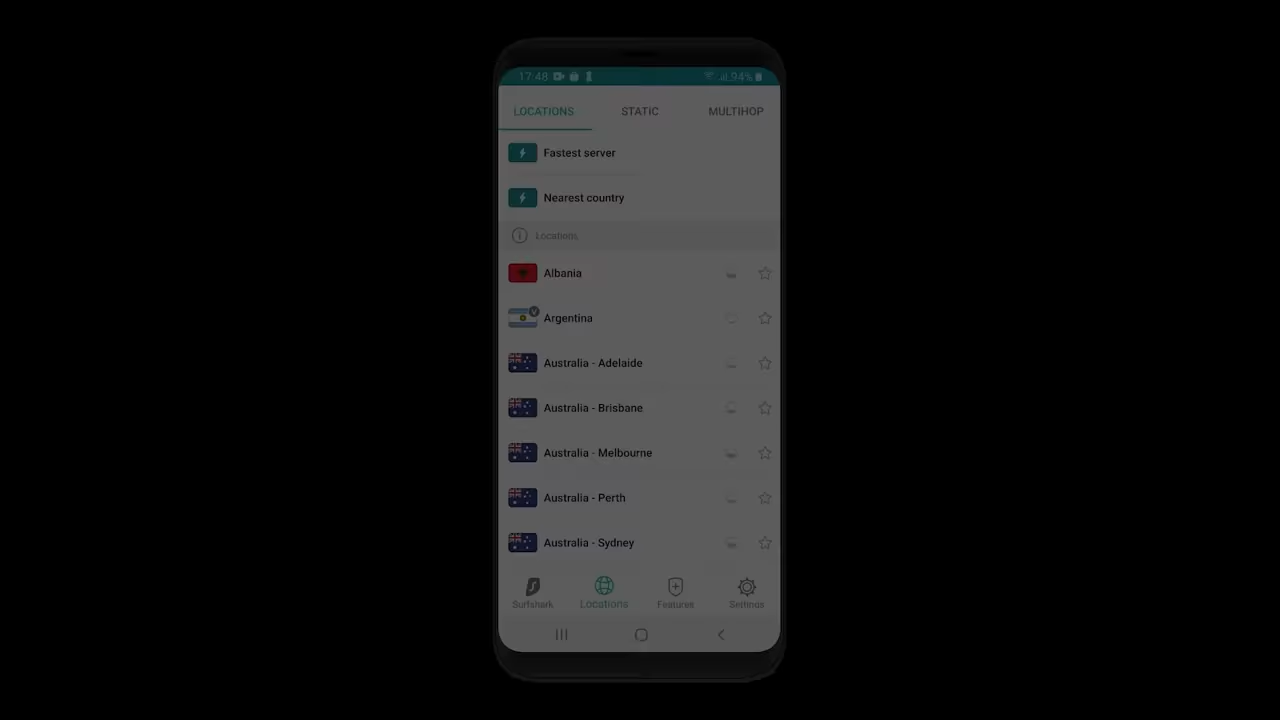 17:48 94%
LOCATIONS STATIC MULTIHOP
Fastest server
Nearest country
Locations
Albania
V
Argentina
Australia - Adelaide
Australia - Brisbane
Australia - Melbourne
Australia - Perth
Australia - Sydney
Surfshark Locations Features Settings